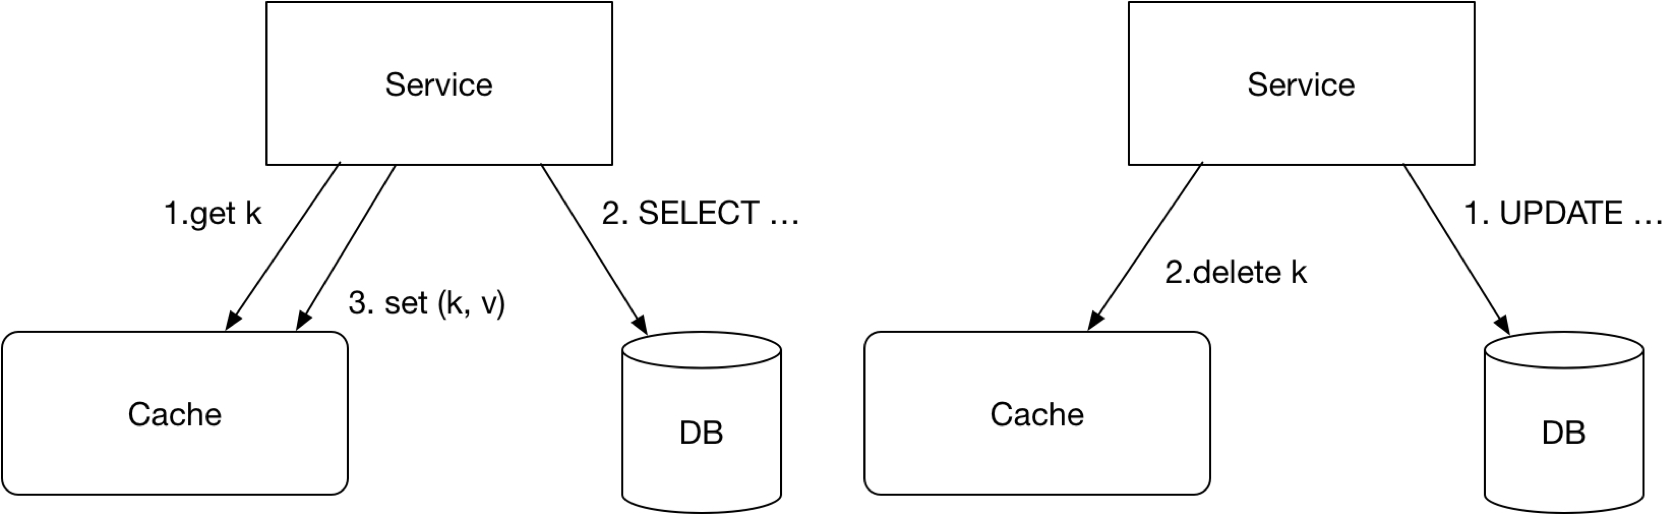 Service
1.get k
2. SELECT …
3. set (k, v)
Cache
DB
Service
1. UPDATE …
2.delete k
Cache
DB